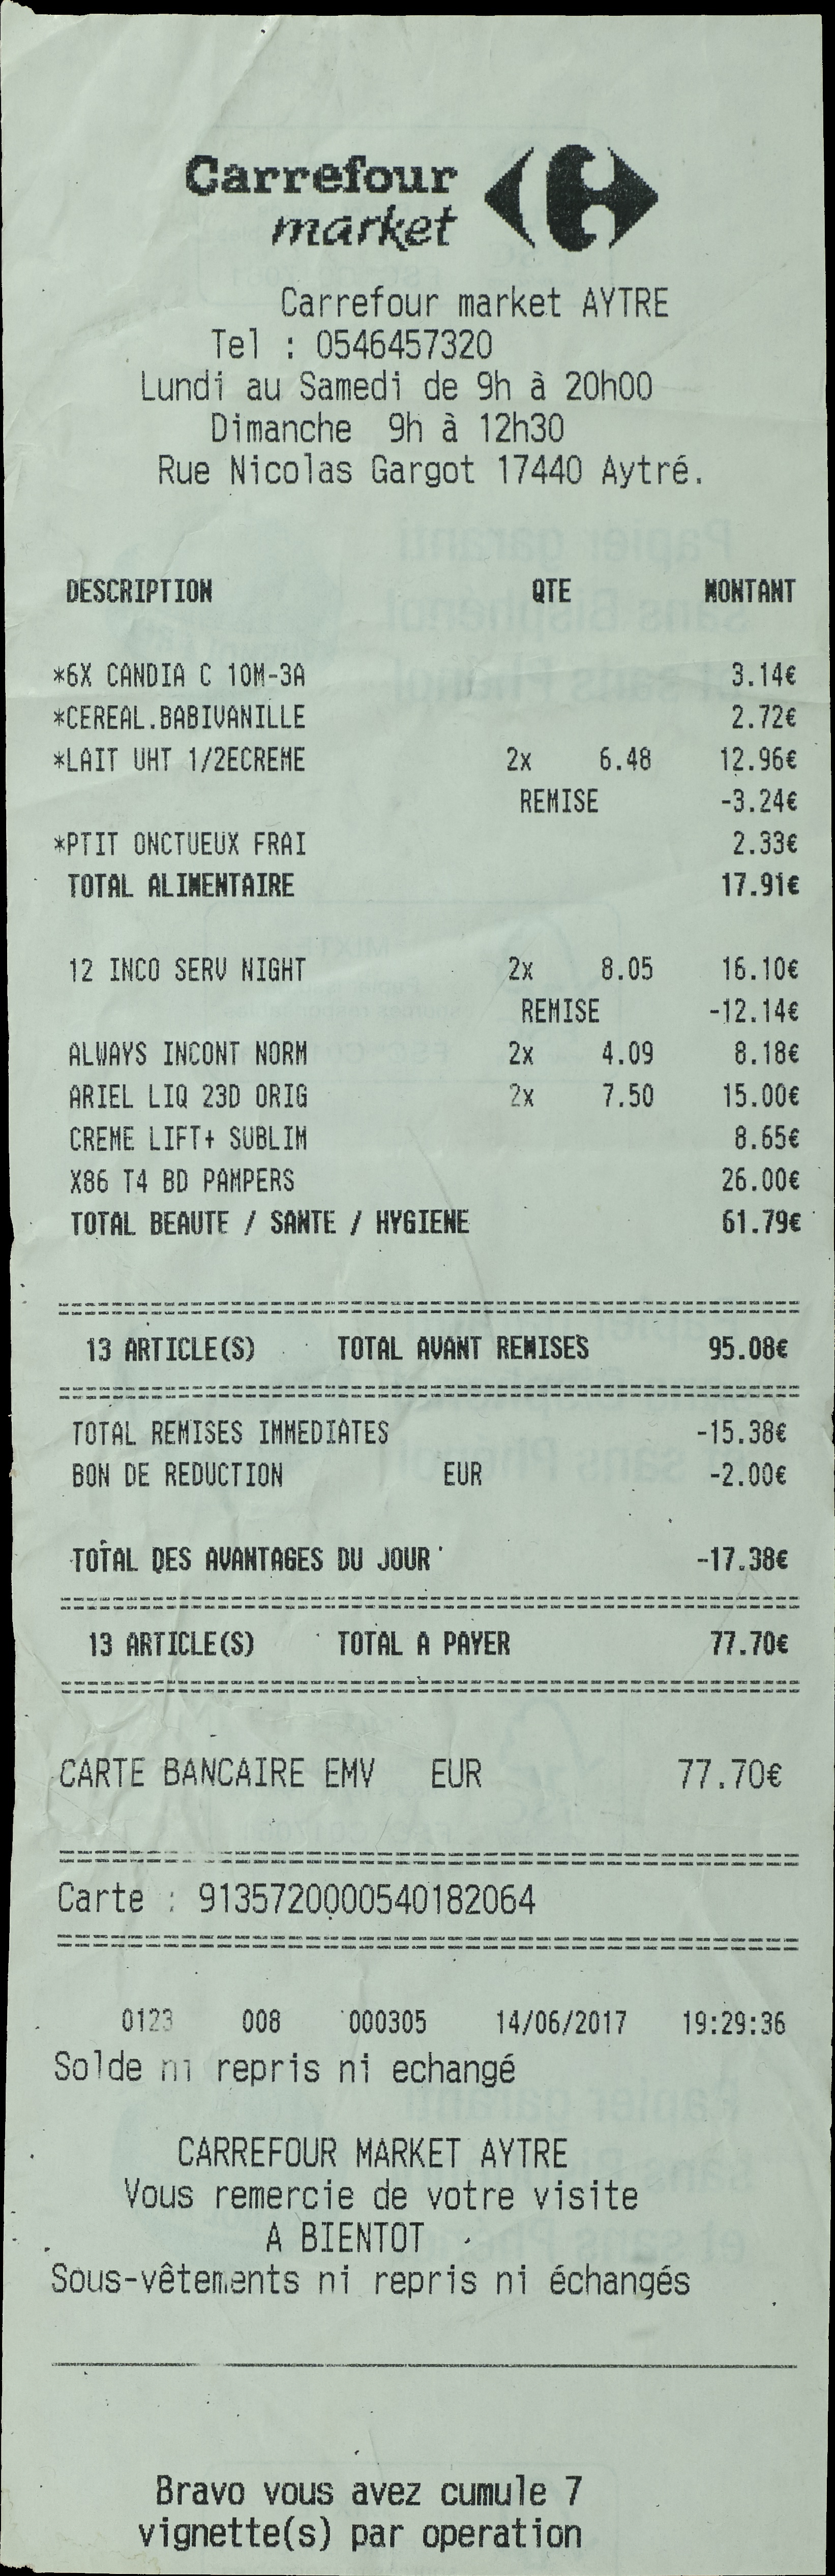 Carrefour
market
Carrefour market AYTRE
Tel : 0546457320
Lundi au Samedi de 9h à 20h00
Dimanche 9h à 12h30
Rue Nicolas Gargot 17440 Aytré.
DESCRIPTION QTE MONTANT
*6X CANDIA C 10M-3A 3.14€
*CEREAL.BABIVANILLE 2.72€
*LAIT UHT 1/2ECREME 2x 6.48 12.96€
REMISE -3.24€
*PTIT ONCTUEUX FRAI 2.33€
TOTAL ALIMENTAIRE 17.91€
12 INCO SERV NIGHT 2x 8.05 16.10€
REMISE -12.14€
ALWAYS INCONT NORM 2x 4.09 8.18€
ARIEL LIQ 23D ORIG 2x 7.50 15.00€
CREME LIFT+ SUBLIM 8.65€
X86 T4 BD PAMPERS 26.00€
TOTAL BEAUTE / SANTE / HYGIENE 61.79€
13 ARTICLE(S) TOTAL AVANT REMISES 95.08€
TOTAL REMISES IMMEDIATES -15.38€
BON DE REDUCTION EUR -2.00€
TOTAL DES AVANTAGES DU JOUR -17.38€
13 ARTICLE(S) TOTAL A PAYER 77.70€
CARTE BANCAIRE EMV EUR 77.70€
Carte : 9135720000540182064
0123 008 000305 14/06/2017 19:29:36
Solde ni repris ni echangé
CARREFOUR MARKET AYTRE
Vous remercie de votre visite
A BIENTOT
Sous-vêtements ni repris ni échangés
Bravo vous avez cumule 7
vignette(s) par operation